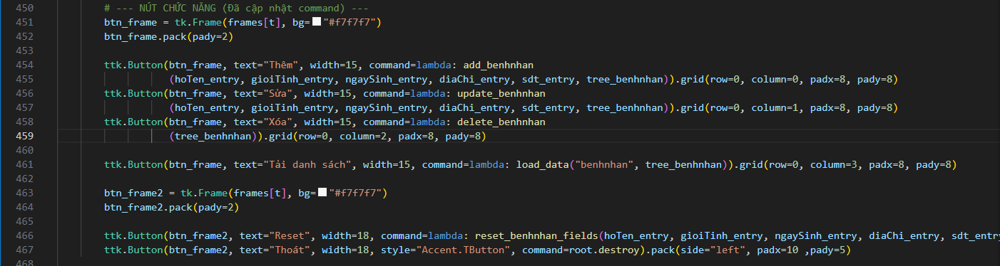 450 # --- NÚT CHỨC NĂNG (Đã cập nhật command) ---
451 btn_frame = tk.Frame(frames[t], bg="#f7f7f7")
452 btn_frame.pack(pady=2)
453
454 ttk.Button(btn_frame, text="Thêm", width=15, command=lambda: add_benhnhan
455 (hoTen_entry, gioiTinh_entry, ngaySinh_entry, diaChi_entry, sdt_entry, tree_benhnhan)).grid(row=0, column=0, padx=8, pady=8)
456 ttk.Button(btn_frame, text="Sửa", width=15, command=lambda: update_benhnhan
457 (hoTen_entry, gioiTinh_entry, ngaySinh_entry, diaChi_entry, sdt_entry, tree_benhnhan)).grid(row=0, column=1, padx=8, pady=8)
458 ttk.Button(btn_frame, text="Xóa", width=15, command=lambda: delete_benhnhan
459 (tree_benhnhan)).grid(row=0, column=2, padx=8, pady=8)
460
461 ttk.Button(btn_frame, text="Tải danh sách", width=15, command=lambda: load_data("benhnhan", tree_benhnhan)).grid(row=0, column=3, padx=8, pady=8)
462
463 btn_frame2 = tk.Frame(frames[t], bg="#f7f7f7")
464 btn_frame2.pack(pady=2)
465
466 ttk.Button(btn_frame2, text="Reset", width=18, command=lambda: reset_benhnhan_fields(hoTen_entry, gioiTinh_entry, ngaySinh_entry, diaChi_entry, sdt_entry
467 ttk.Button(btn_frame2, text="Thoát", width=18, style="Accent.TButton", command=root.destroy).pack(side="left", padx=10 ,pady=5)
468